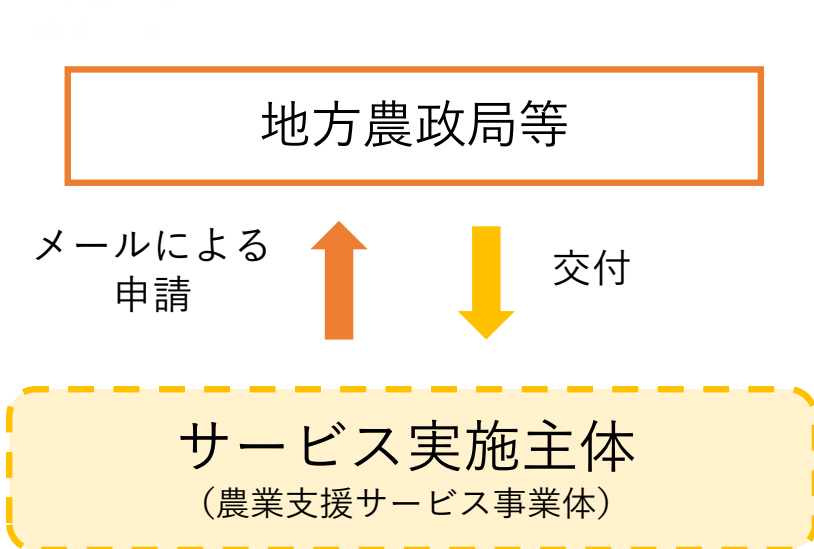 地方農政局等
メールによる
申請
交付
サービス実施主体
（農業支援サービス事業体）